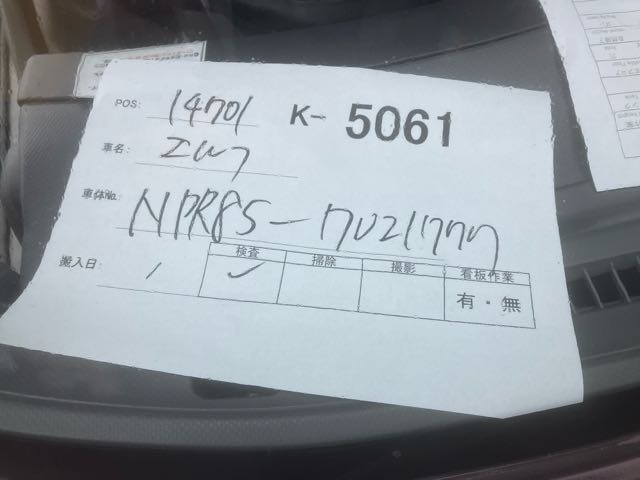 POS: 14701 K- 5061
車名: エルフ
車体No. NPR85-7021777
搬入日: /
検査 掃除 撮影 看板作業
✓ 有・無